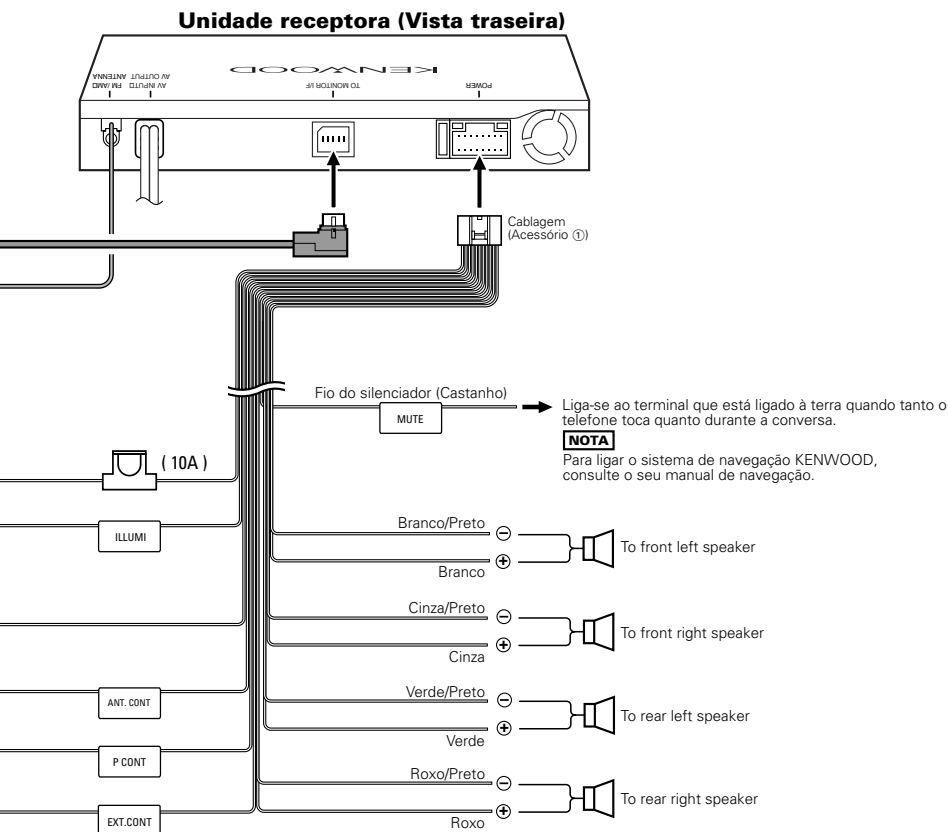 Unidade receptora (Vista traseira)
KENWOOD
FM /AM
ANTENNA
AV INPUT
AV OUTPUT
TO MONITOR I/F
POWER
Cablagem
(Acessório ①)
Fio do silenciador (Castanho)
MUTE
Liga-se ao terminal que está ligado à terra quando tanto o
telefone toca quanto durante a conversa.
NOTA
Para ligar o sistema de navegação KENWOOD,
consulte o seu manual de navegação.
( 10A )
ILLUMI
Branco/Preto
⊖
To front left speaker
⊕
Branco
Cinza/Preto
⊖
To front right speaker
⊕
Cinza
ANT. CONT
Verde/Preto
⊖
To rear left speaker
⊕
Verde
P CONT
Roxo/Preto
⊖
To rear right speaker
⊕
Roxo
EXT.CONT